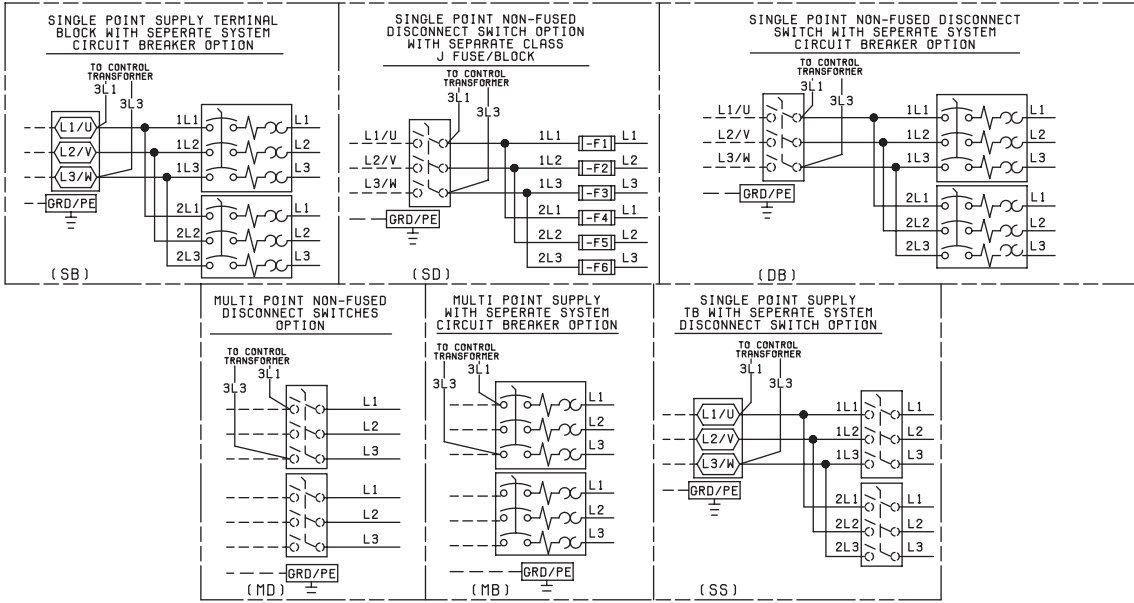 SINGLE POINT SUPPLY TERMINAL
BLOCK WITH SEPERATE SYSTEM
CIRCUIT BREAKER OPTION
TO CONTROL
TRANSFORMER
3L1
3L3
L1/U
L2/V
L3/W
GRD/PE
1L1
1L2
1L3
L1
L2
L3
2L1
2L2
2L3
L1
L2
L3
(SB)
SINGLE POINT NON-FUSED
DISCONNECT SWITCH OPTION
WITH SEPARATE CLASS
J FUSE/BLOCK
TO CONTROL
TRANSFORMER
3L1
3L3
L1/U
L2/V
L3/W
GRD/PE
1L1 -F1 L1
1L2 -F2 L2
1L3 -F3 L3
2L1 -F4 L1
2L2 -F5 L2
2L3 -F6 L3
(SD)
SINGLE POINT NON-FUSED DISCONNECT
SWITCH WITH SEPERATE SYSTEM
CIRCUIT BREAKER OPTION
TO CONTROL
TRANSFORMER
3L1
3L3
L1/U
L2/V
L3/W
GRD/PE
1L1
1L2
1L3
L1
L2
L3
2L1
2L2
2L3
L1
L2
L3
(DB)
MULTI POINT NON-FUSED
DISCONNECT SWITCHES
OPTION
TO CONTROL
TRANSFORMER
3L1
3L3
L1
L2
L3
L1
L2
L3
GRD/PE
(MD)
MULTI POINT SUPPLY
WITH SEPERATE SYSTEM
CIRCUIT BREAKER OPTION
TO CONTROL
TRANSFORMER
3L1
3L3
L1
L2
L3
L1
L2
L3
GRD/PE
(MB)
SINGLE POINT SUPPLY
TB WITH SEPERATE SYSTEM
DISCONNECT SWITCH OPTION
TO CONTROL
TRANSFORMER
3L1
3L3
L1/U
L2/V
L3/W
GRD/PE
1L1
1L2
1L3
L1
L2
L3
2L1
2L2
2L3
L1
L2
L3
(SS)